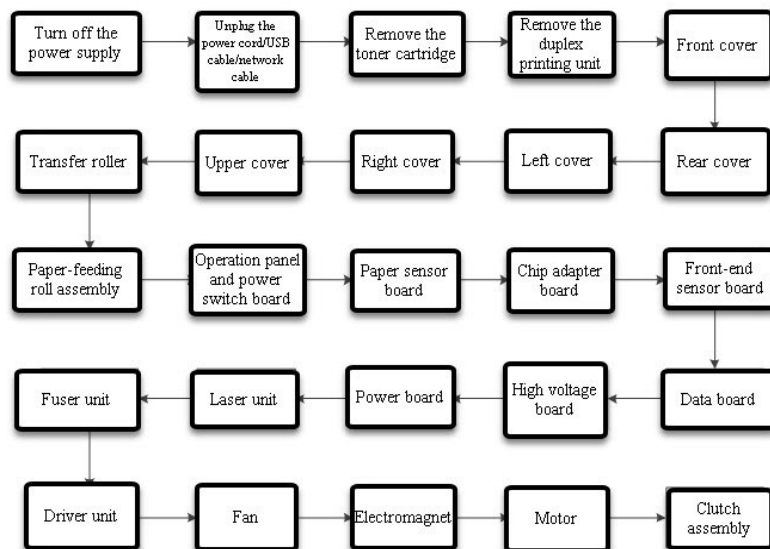 Turn off the
power supply
Unplug the
power cord/USB
cable/network
cable
Remove the
toner cartridge
Remove the
duplex
printing unit
Front cover
Rear cover
Left cover
Right cover
Upper cover
Transfer roller
Paper-feeding
roll assembly
Operation panel
and power
switch board
Paper sensor
board
Chip adapter
board
Front-end
sensor board
Data board
High voltage
board
Power board
Laser unit
Fuser unit
Driver unit
Fan
Electromagnet
Motor
Clutch
assembly